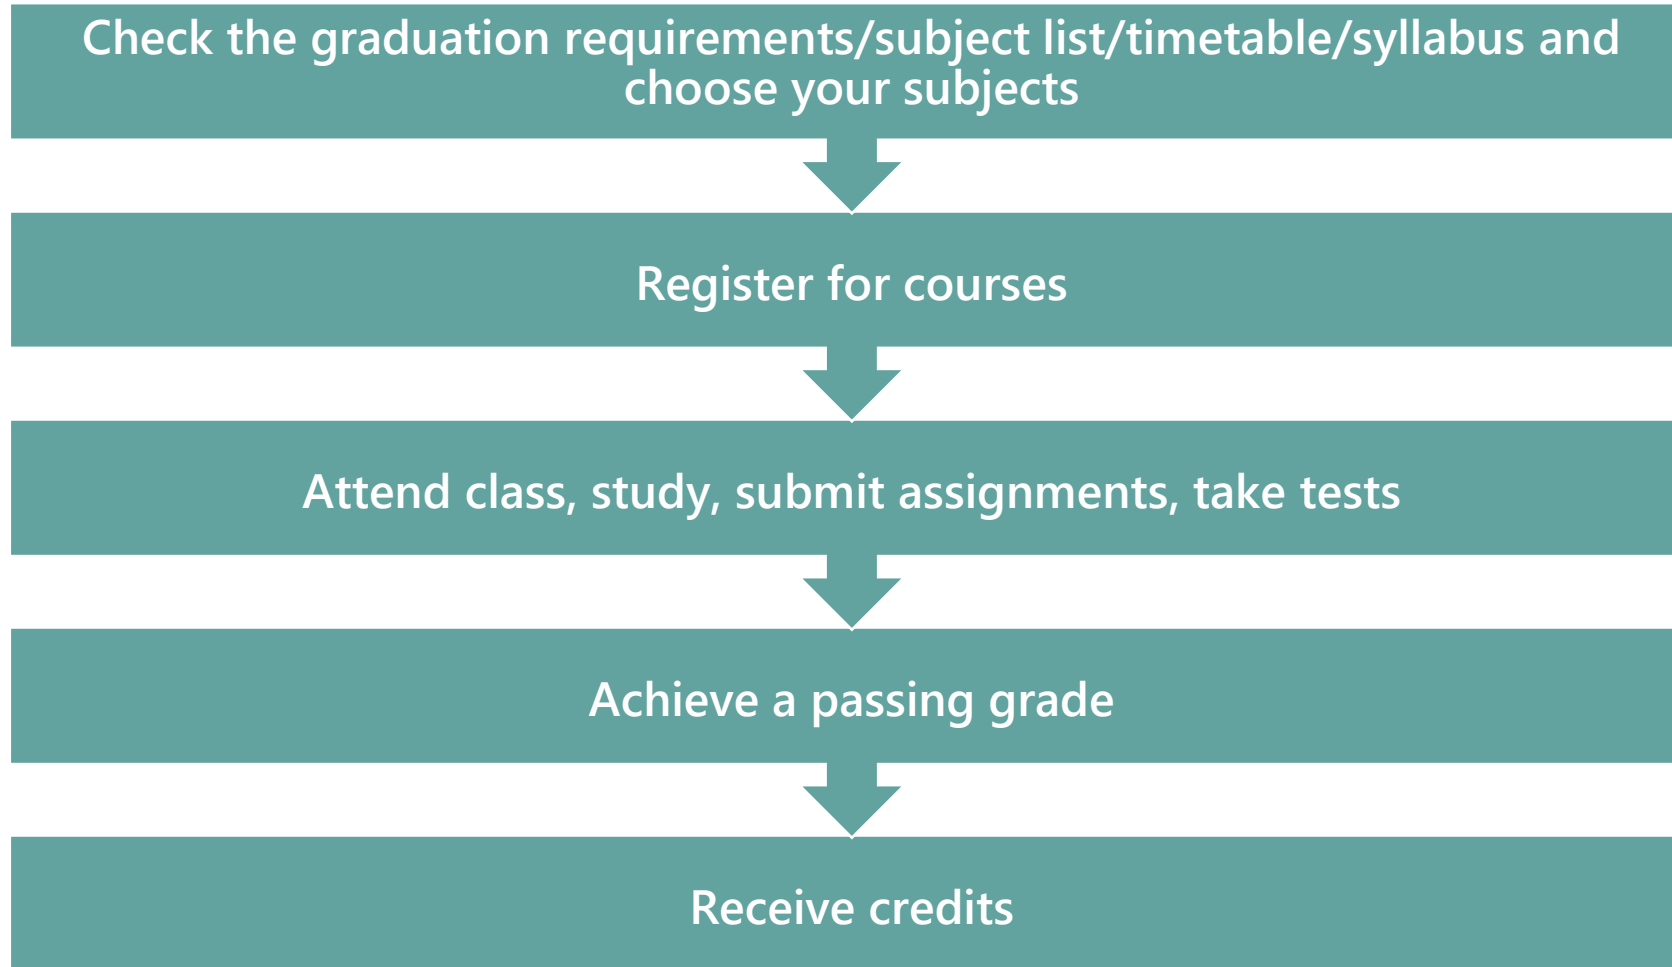 Check the graduation requirements/subject list/timetable/syllabus and
choose your subjects
Register for courses
Attend class, study, submit assignments, take tests
Achieve a passing grade
Receive credits